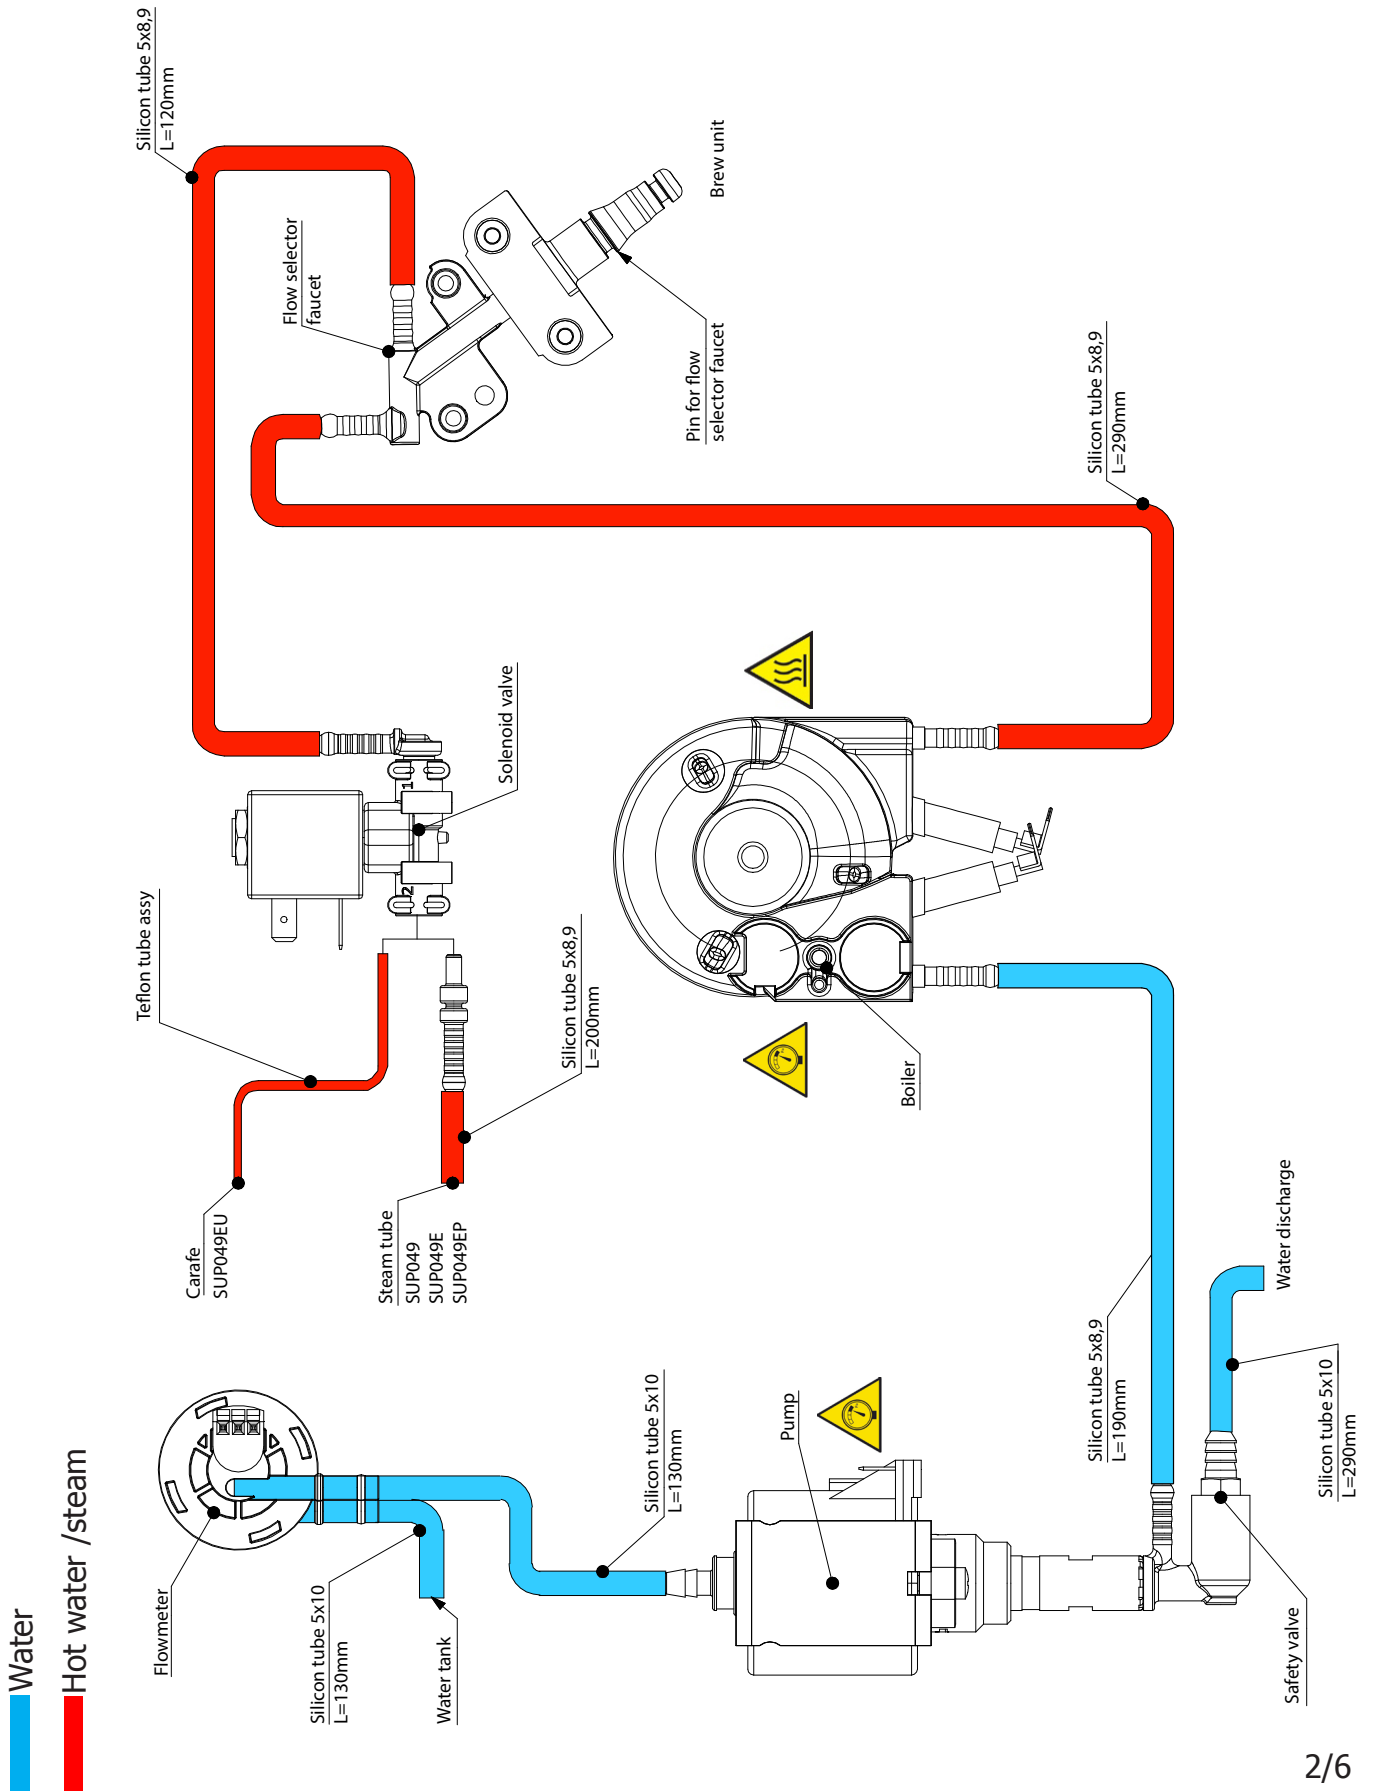 Water
Hot water /steam
Flowmeter
Silicon tube 5x10
L=130mm
Water tank
Silicon tube 5x10
L=130mm
Pump
Safety valve
Silicon tube 5x10
L=290mm
Water discharge
Silicon tube 5x8,9
L=190mm
Boiler
Carafe
SUP049EU
Steam tube
SUP049
SUP049E
SUP049EP
Teflon tube assy
Silicon tube 5x8,9
L=200mm
Solenoid valve
1
2
Silicon tube 5x8,9
L=120mm
Flow selector
faucet
Pin for flow
selector faucet
Brew unit
Silicon tube 5x8,9
L=290mm
2/6